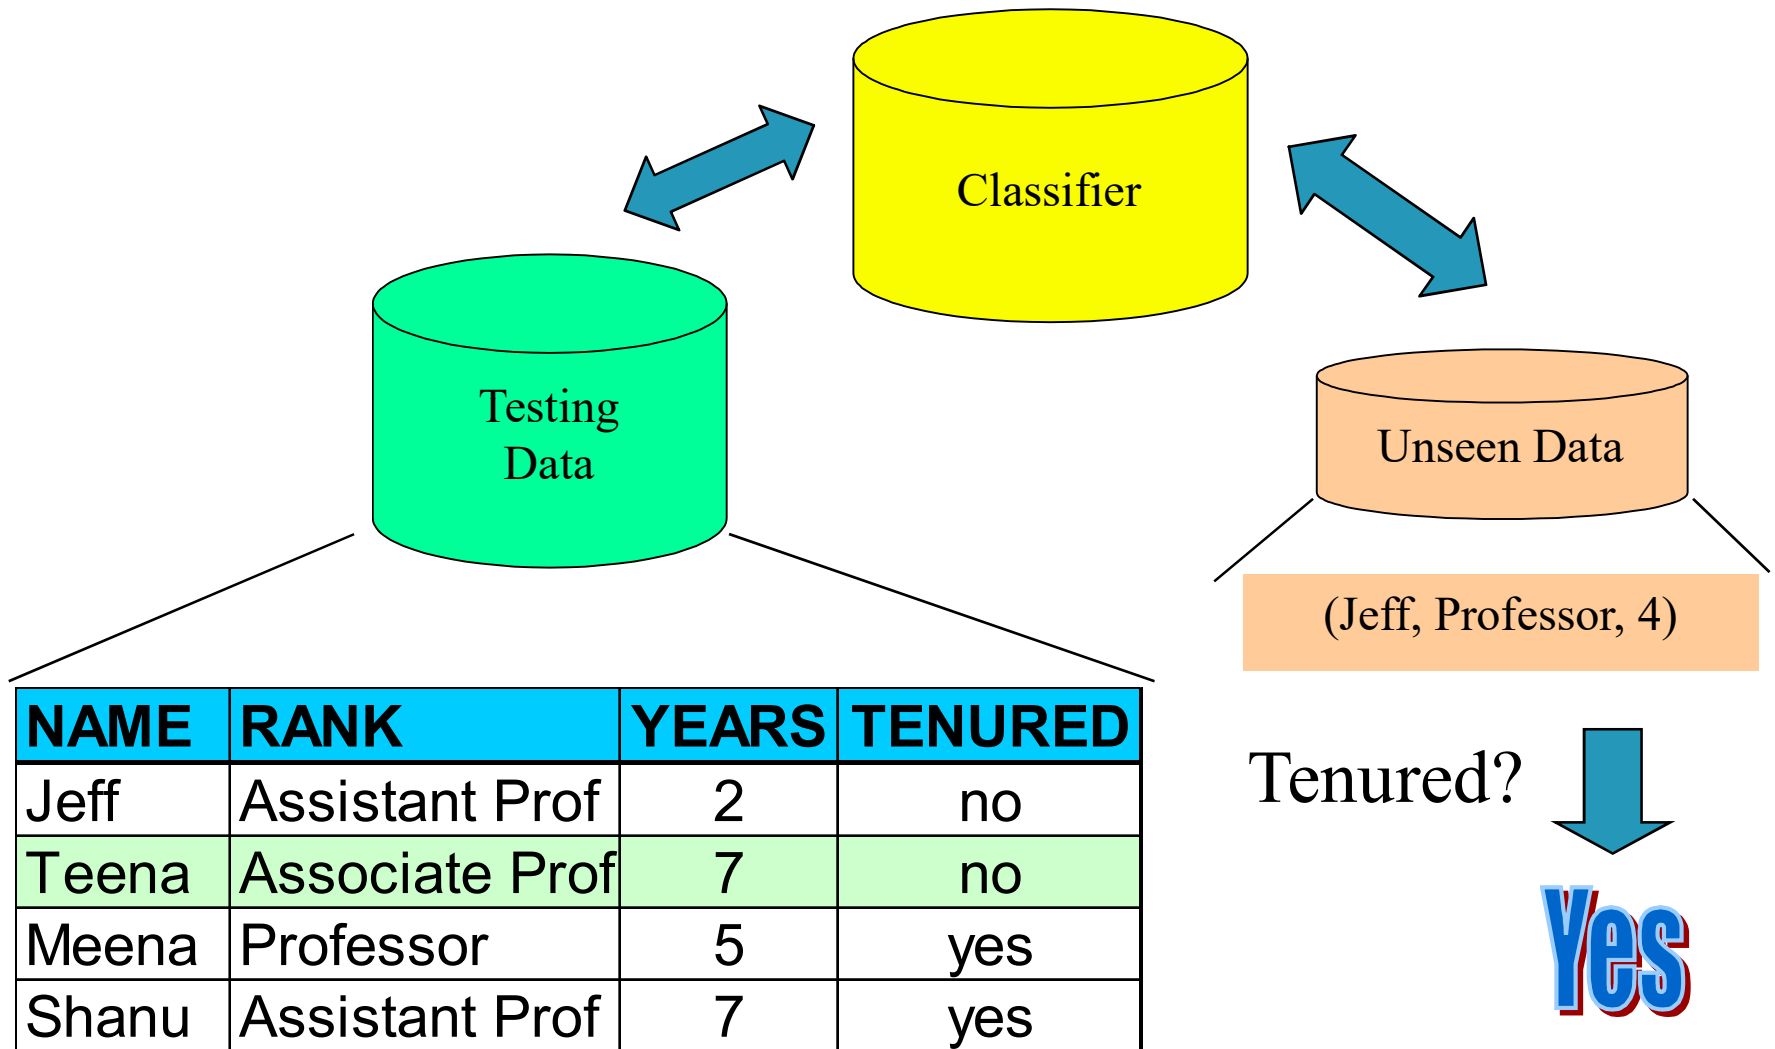 Classifier
Testing
Data
Unseen Data
(Jeff, Professor, 4)
NAME RANK YEARS TENURED
Jeff Assistant Prof 2 no
Teena Associate Prof 7 no
Meena Professor 5 yes
Shanu Assistant Prof 7 yes
Tenured?
Yes